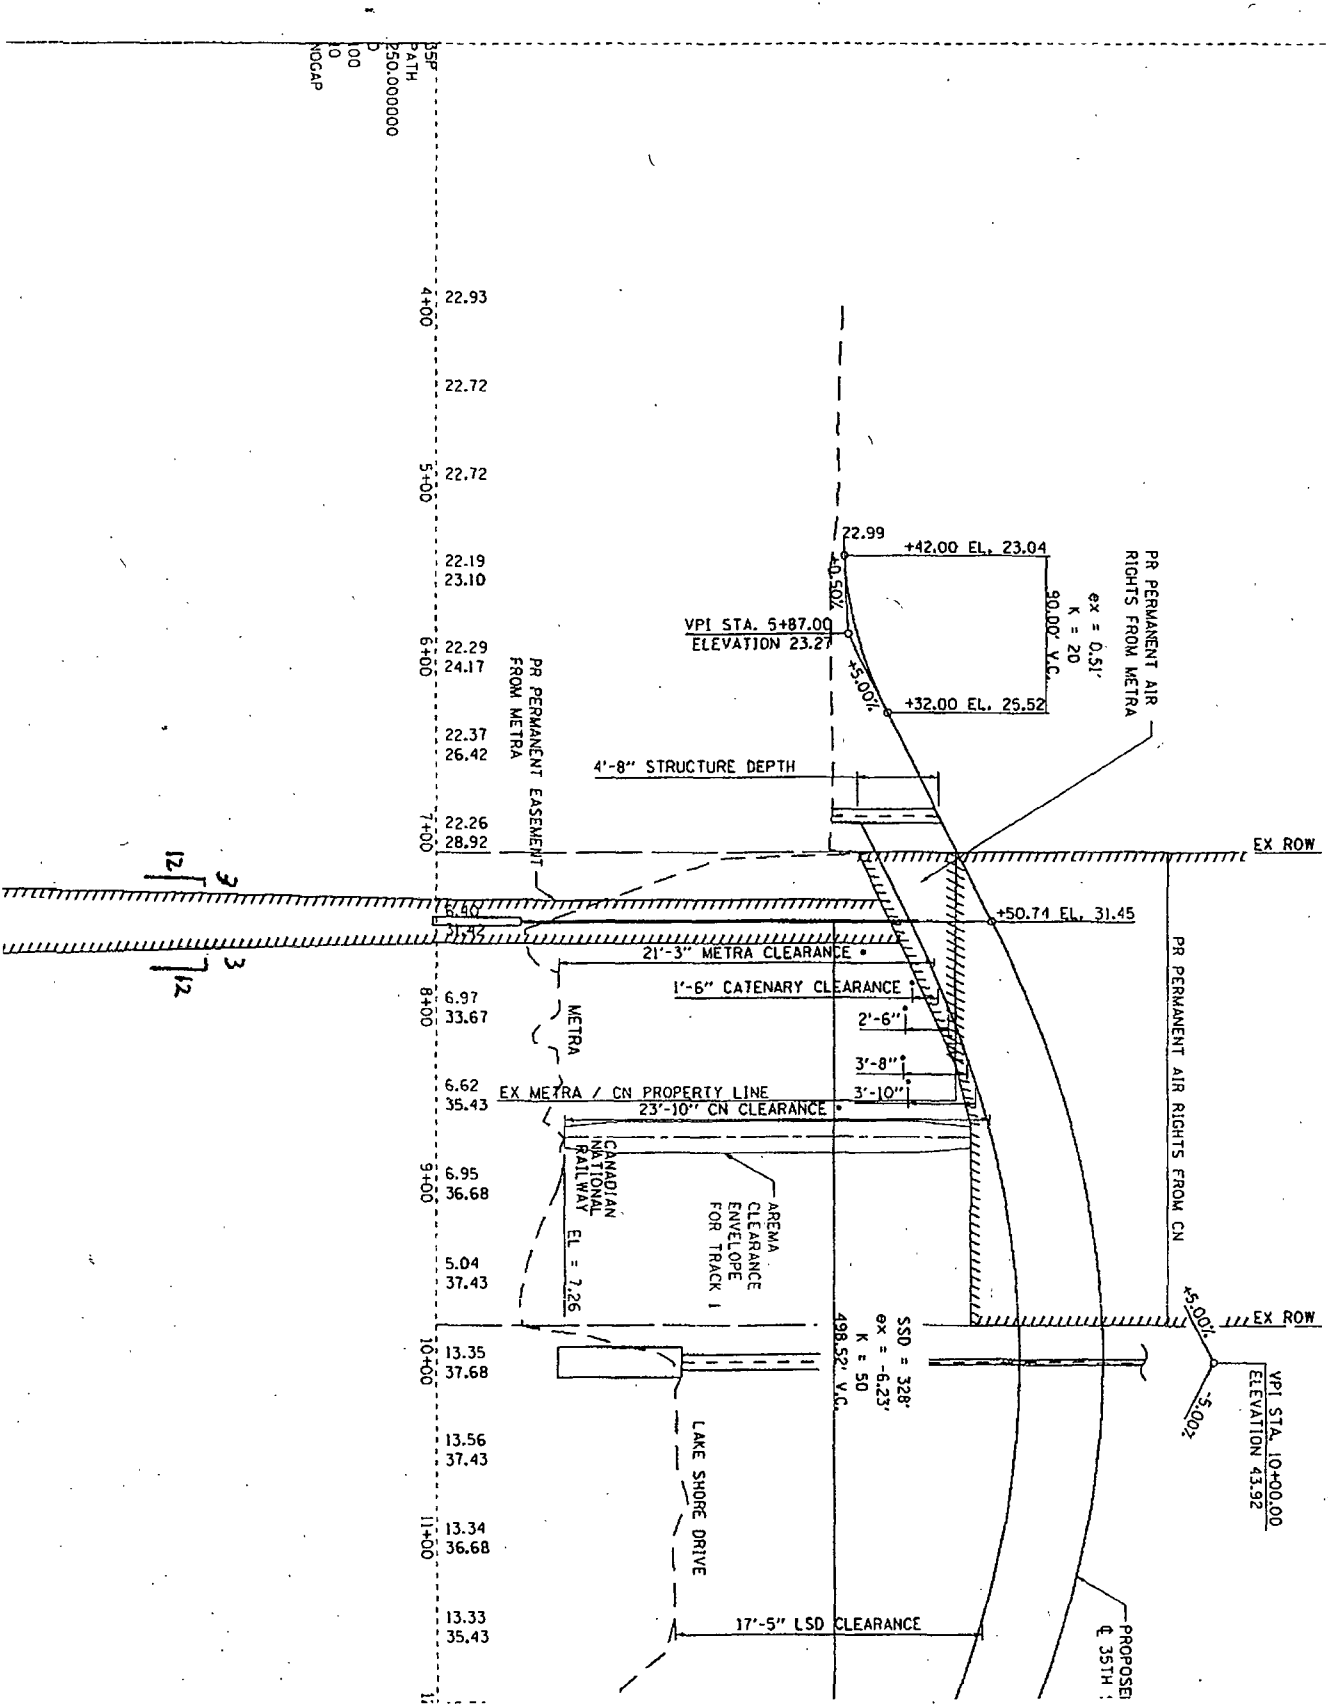 35P
PATH
250.000000
D
100
10
NOGAP
4+00
22.93
22.72
5+00
22.72
22.19
23.10
6+00
22.29
24.17
22.37
26.42
7+00
22.26
28.92
6.40
31.42
8+00
6.97
33.67
6.62
35.43
9+00
6.95
36.68
5.04
37.43
10+00
13.35
37.68
13.56
37.43
11+00
13.34
36.68
13.33
35.43
22.99
+42.00 EL. 23.04
+0.50%
VPI STA. 5+87.00
ELEVATION 23.27
+5.00%
+32.00 EL. 25.52
ex = 0.51'
K = 20
90.00' V.C.
PR PERMANENT AIR
RIGHTS FROM METRA
4'-8" STRUCTURE DEPTH
PR PERMANENT EASEMENT
FROM METRA
EX ROW
3
12
3
12
+50.74 EL. 31.45
21'-3" METRA CLEARANCE *
1'-6" CATENARY CLEARANCE *
2'-6" *
3'-8" *
3'-10" *
METRA
EX METRA / CN PROPERTY LINE
23'-10" CN CLEARANCE *
CANADIAN
NATIONAL
RAILWAY EL = 7.26
AREMA
CLEARANCE
ENVELOPE
FOR TRACK 1
PR PERMANENT AIR RIGHTS FROM CN
EX ROW
SSD = 328'
ex = -6.23'
K = 50
498.52' V.C.
+5.00%
-5.00%
VPI STA. 10+00.00
ELEVATION 43.92
LAKE SHORE DRIVE
17'-5" LSD CLEARANCE
PROPOSE
℄ 35TH